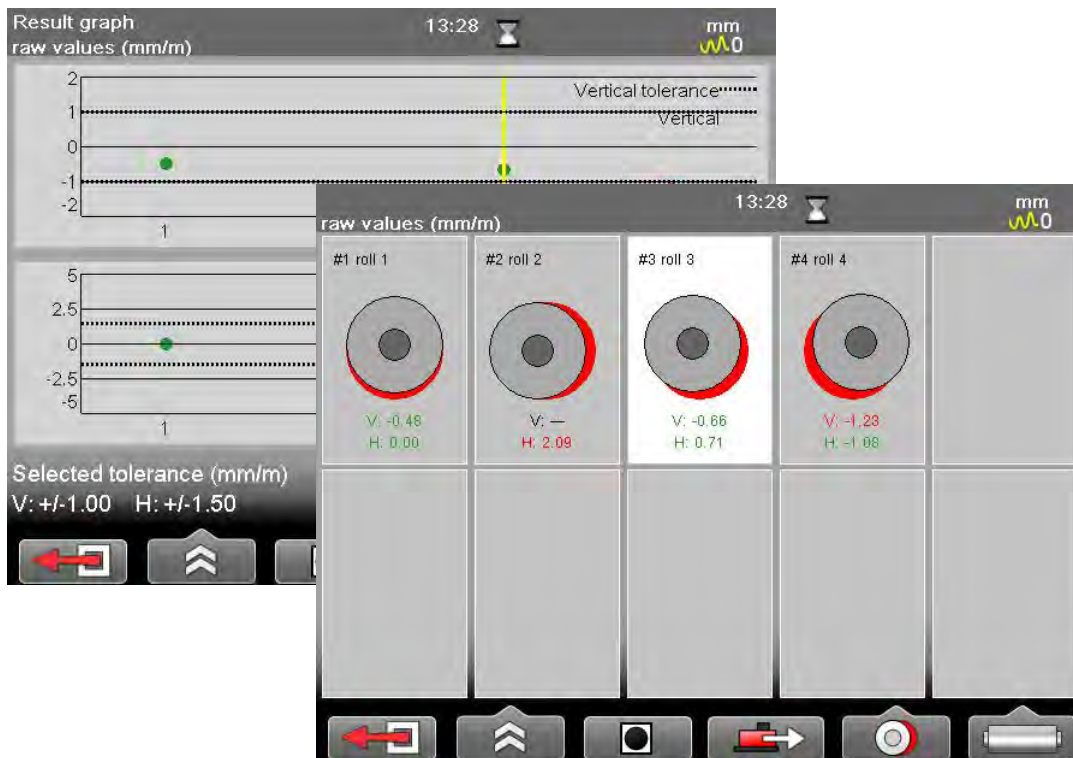 Result graph
raw values (mm/m)
13:28
mm
0
2
1
0
-1
-2
Vertical tolerance
Vertical
1
5
2.5
0
-2.5
-5
1
Selected tolerance (mm/m)
V: +/-1.00 H: +/-1.50
raw values (mm/m)
13:28
mm
0
#1 roll 1
#2 roll 2
#3 roll 3
#4 roll 4
V: -0.48
H: 0.00
V: —
H: 2.09
V: -0.66
H: 0.71
V: -1.23
H: -1.08